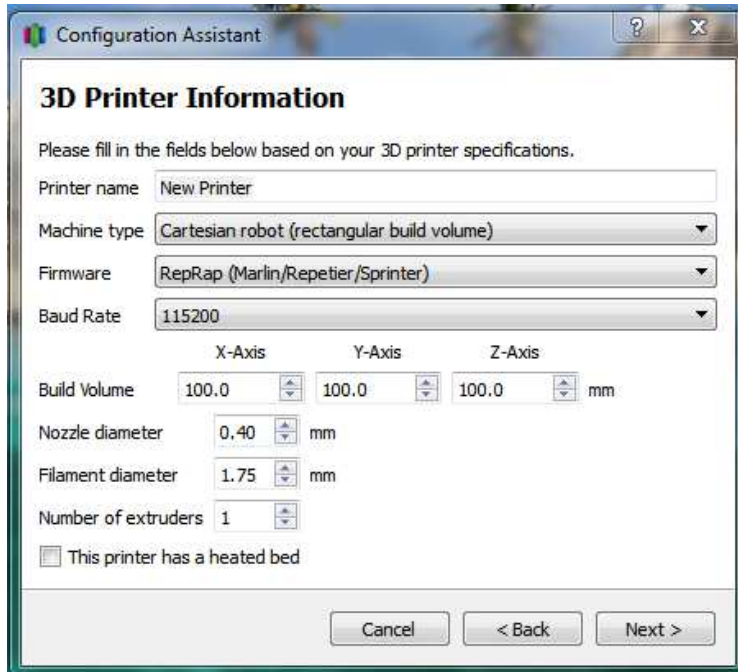 Configuration Assistant
3D Printer Information
Please fill in the fields below based on your 3D printer specifications.
Printer name New Printer
Machine type Cartesian robot (rectangular build volume)
Firmware RepRap (Marlin/Repetier/Sprinter)
Baud Rate 115200
X-Axis Y-Axis Z-Axis
Build Volume 100.0 100.0 100.0 mm
Nozzle diameter 0.40 mm
Filament diameter 1.75 mm
Number of extruders 1
This printer has a heated bed
Cancel < Back Next >